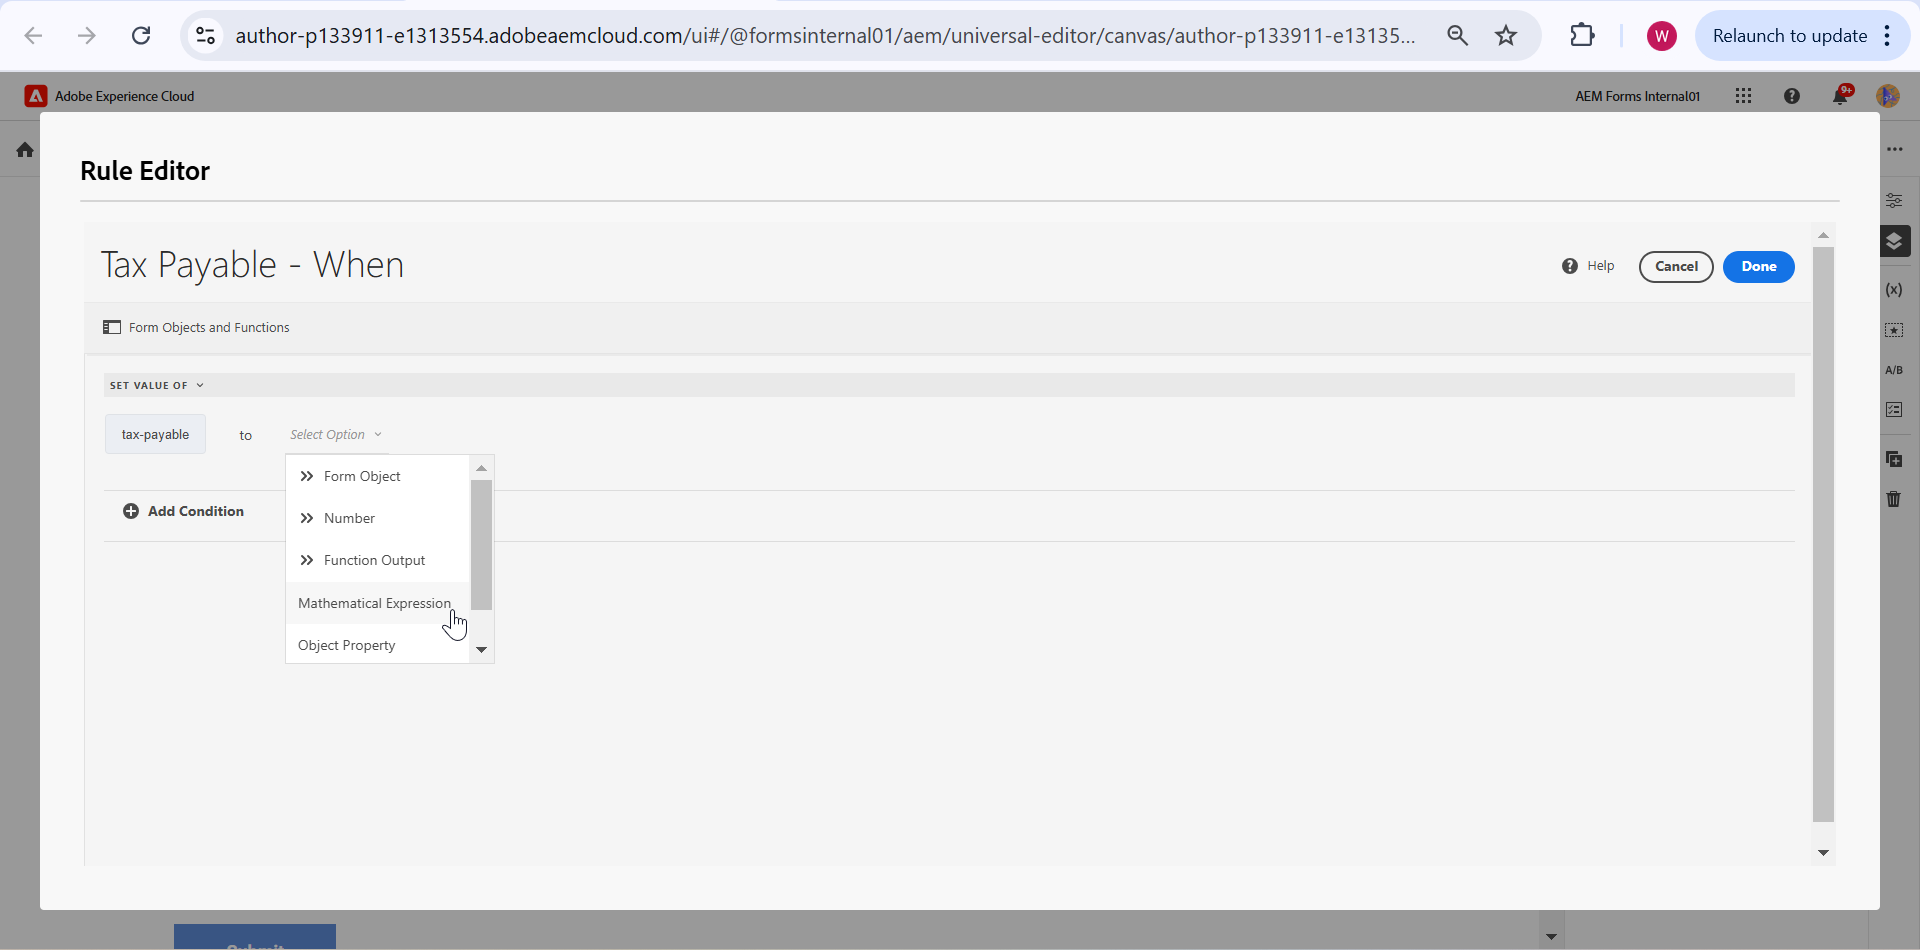 author-p133911-e1313554.adobeaemcloud.com/ui#/@formsinternal01/aem/universal-editor/canvas/author-p133911-e13135...
W
Relaunch to update
Adobe Experience Cloud
AEM Forms Internal01
9+
Rule Editor
Tax Payable - When
Help
Cancel
Done
(x)
Form Objects and Functions
A/B
SET VALUE OF
tax-payable
to
Select Option
Form Object
Add Condition
Number
Function Output
Mathematical Expression
Object Property
Submit